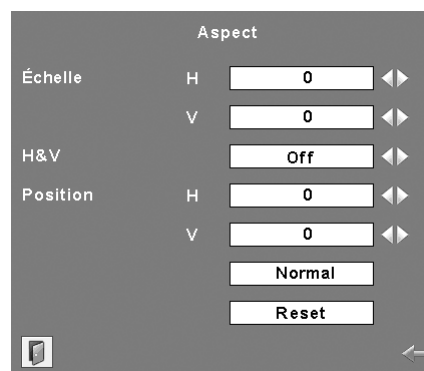 Aspect
Échelle H 0
V 0
H&V Off
Position H 0
V 0
Normal
Reset